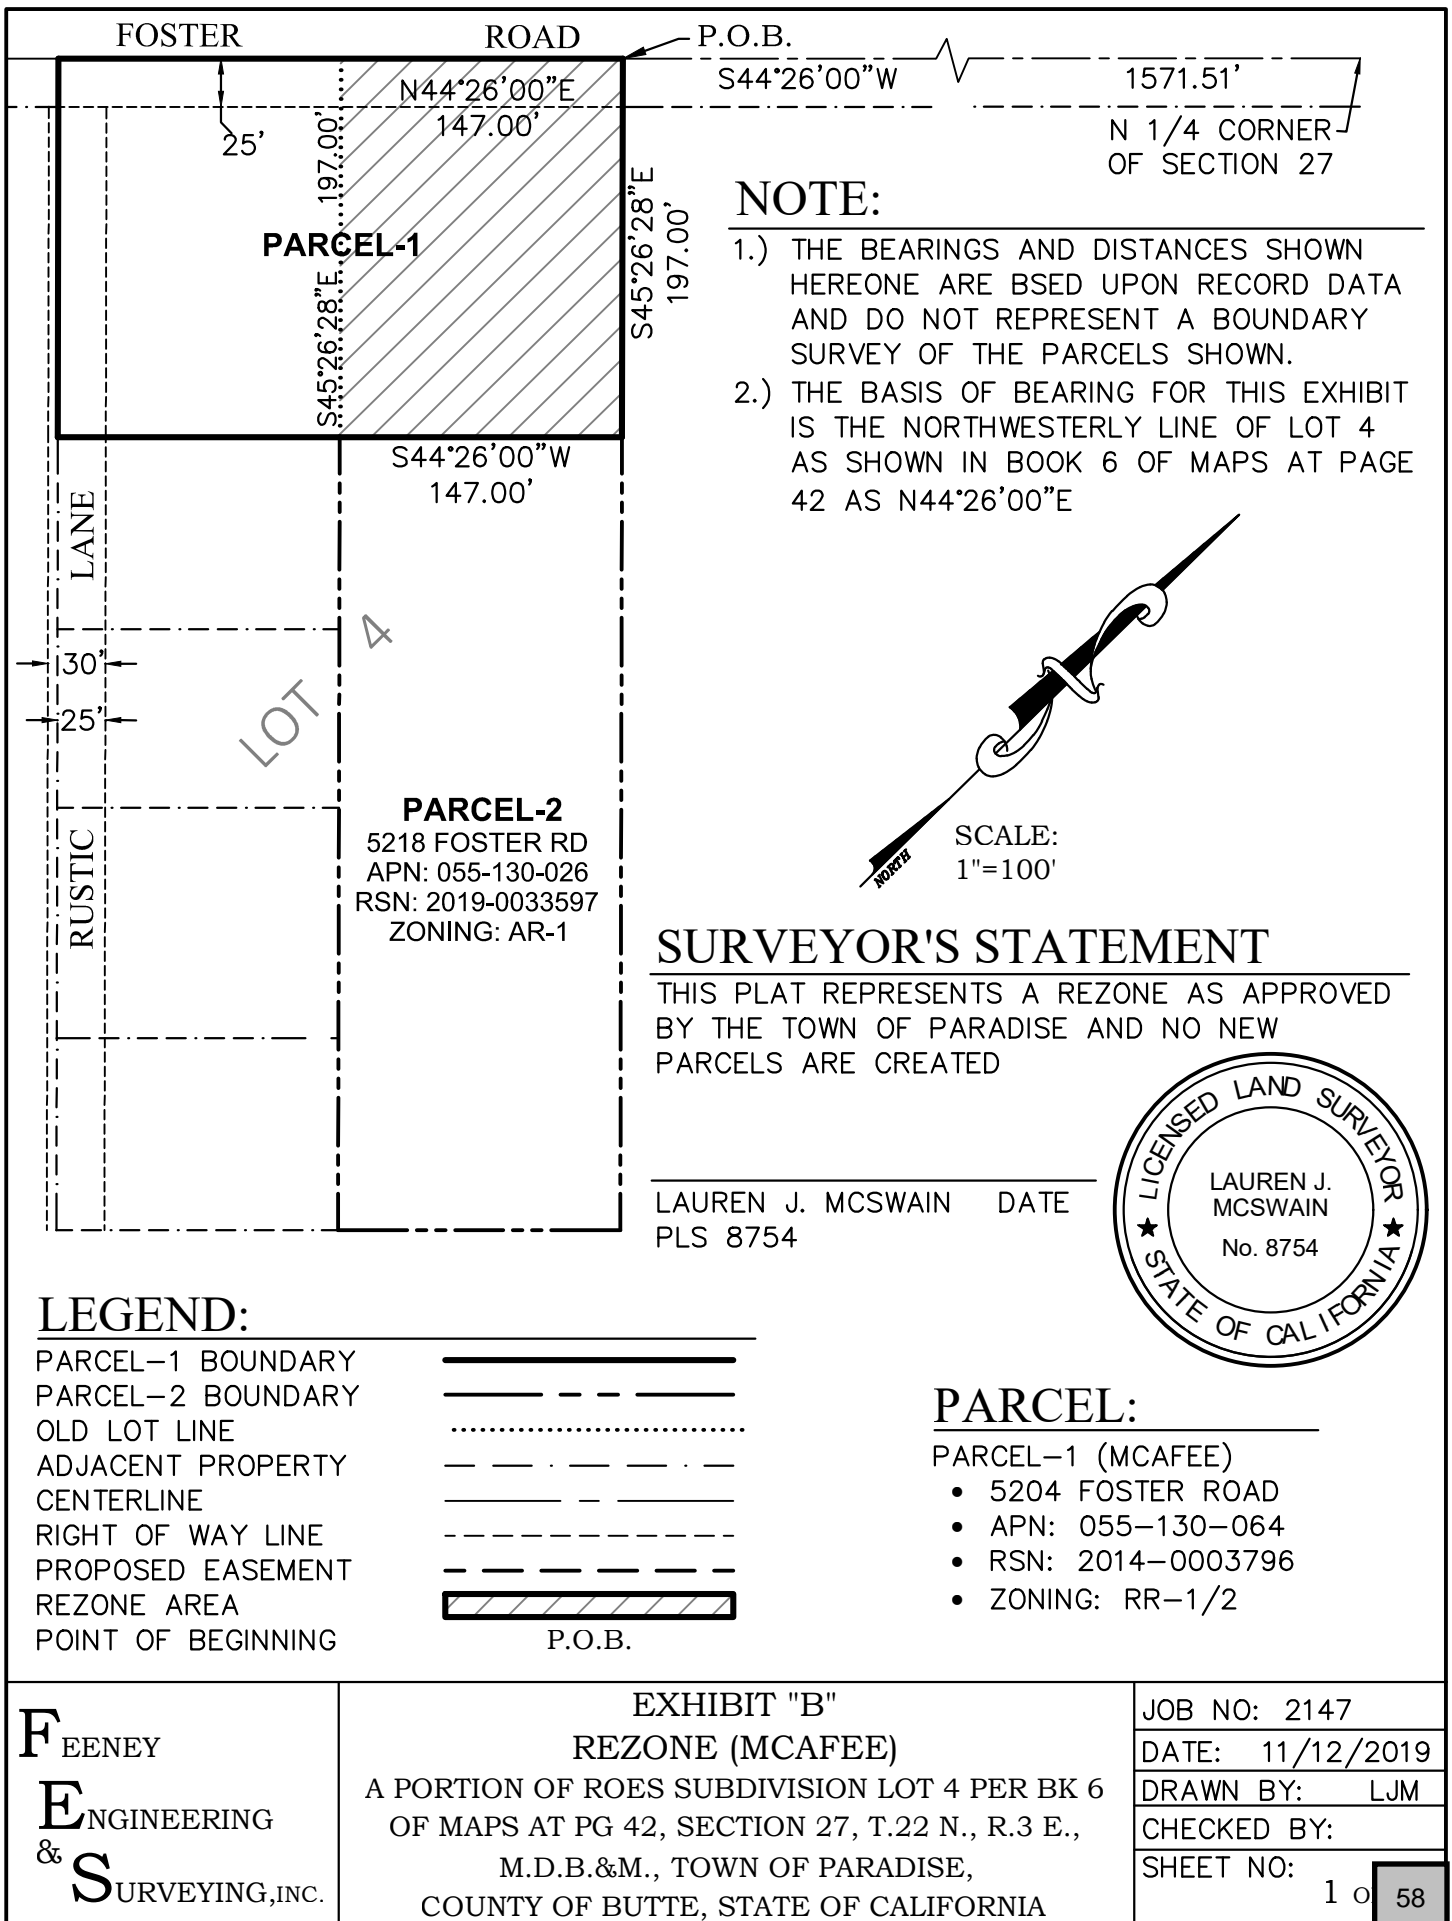 FOSTER ROAD
P.O.B.
S44°26'00"W 1571.51'
N44°26'00"E
147.00'
25'
197.00'
N 1/4 CORNER
OF SECTION 27
PARCEL-1
S45°26'28"E
S45°26'28"E
197.00'
S44°26'00"W
147.00'
NOTE:
1.) THE BEARINGS AND DISTANCES SHOWN
HEREONE ARE BSED UPON RECORD DATA
AND DO NOT REPRESENT A BOUNDARY
SURVEY OF THE PARCELS SHOWN.
2.) THE BASIS OF BEARING FOR THIS EXHIBIT
IS THE NORTHWESTERLY LINE OF LOT 4
AS SHOWN IN BOOK 6 OF MAPS AT PAGE
42 AS N44°26'00"E
RUSTIC LANE
30'
25'
LOT 4
PARCEL-2
5218 FOSTER RD
APN: 055-130-026
RSN: 2019-0033597
ZONING: AR-1
NORTH
SCALE:
1"=100'
SURVEYOR'S STATEMENT
THIS PLAT REPRESENTS A REZONE AS APPROVED
BY THE TOWN OF PARADISE AND NO NEW
PARCELS ARE CREATED
LAUREN J. MCSWAIN DATE
PLS 8754
LICENSED LAND SURVEYOR
LAUREN J.
MCSWAIN
No. 8754
STATE OF CALIFORNIA
LEGEND:
PARCEL-1 BOUNDARY
PARCEL-2 BOUNDARY
OLD LOT LINE
ADJACENT PROPERTY
CENTERLINE
RIGHT OF WAY LINE
PROPOSED EASEMENT
REZONE AREA
POINT OF BEGINNING P.O.B.
PARCEL:
PARCEL-1 (MCAFEE)
• 5204 FOSTER ROAD
• APN: 055-130-064
• RSN: 2014-0003796
• ZONING: RR-1/2
FEENEY
ENGINEERING
&
SURVEYING,INC.
EXHIBIT "B"
REZONE (MCAFEE)
A PORTION OF ROES SUBDIVISION LOT 4 PER BK 6
OF MAPS AT PG 42, SECTION 27, T.22 N., R.3 E.,
M.D.B.&M., TOWN OF PARADISE,
COUNTY OF BUTTE, STATE OF CALIFORNIA
JOB NO: 2147
DATE: 11/12/2019
DRAWN BY: LJM
CHECKED BY:
SHEET NO:
1
58